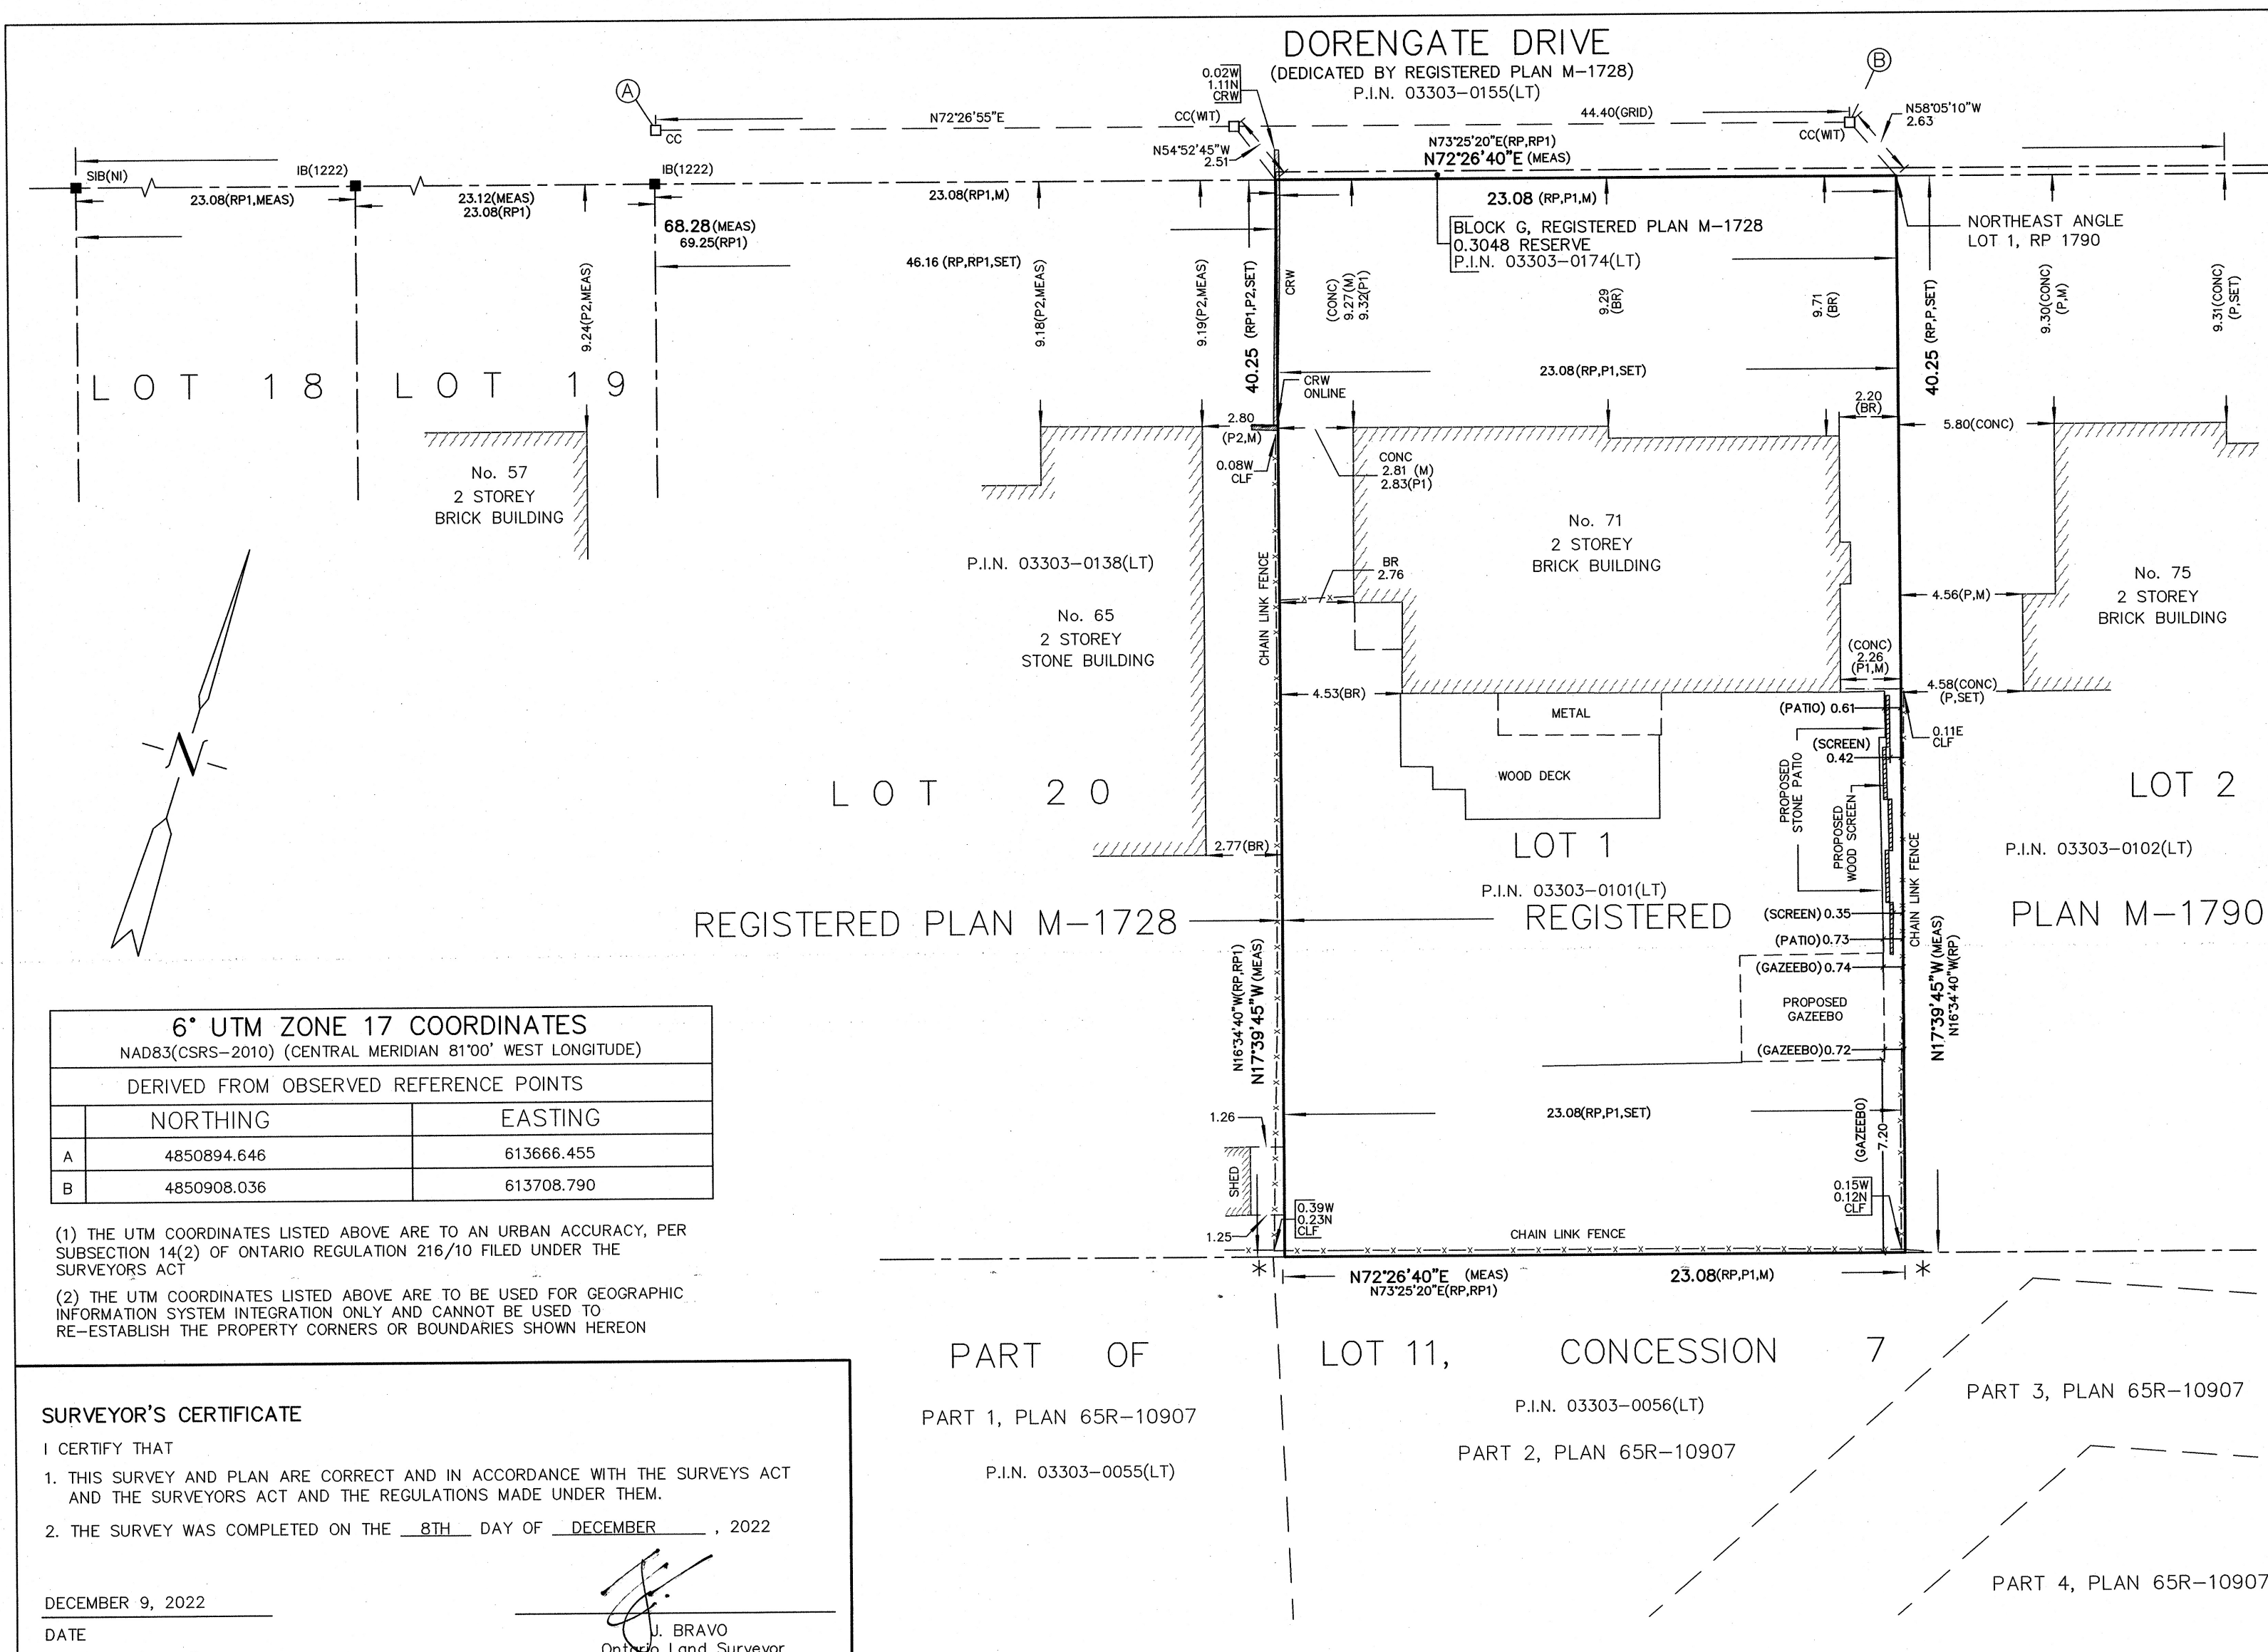 DORENGATE DRIVE
(DEDICATED BY REGISTERED PLAN M-1728)
P.I.N. 03303-0155(LT)
0.02W
1.11N
CRW
A
CC
N72°26'55"E
CC(WIT)
44.40(GRID)
B
CC(WIT)
N58°05'10"W
2.63
N54°52'45"W
2.51
N73°25'20"E(RP,RP1)
N72°26'40"E (MEAS)
SIB(NI)
IB(1222)
IB(1222)
23.08(RP1,MEAS)
23.12(MEAS)
23.08(RP1)
23.08(RP1,M)
23.08 (RP,P1,M)
68.28(MEAS)
69.25(RP1)
46.16 (RP,RP1,SET)
BLOCK G, REGISTERED PLAN M-1728
0.3048 RESERVE
P.I.N. 03303-0174(LT)
NORTHEAST ANGLE
LOT 1, RP 1790
9.24(P2,MEAS)
9.18(P2,MEAS)
9.19(P2,MEAS)
40.25 (RP1,P2,SET)
CRW
(CONC)
9.27(M)
9.32(P1)
9.29
(BR)
9.71
(BR)
40.25 (RP,P,SET)
9.30(CONC)
(P,M)
9.31(CONC)
(P,SET)
LOT 18
LOT 19
23.08(RP,P1,SET)
CRW
ONLINE
2.80
(P2,M)
2.20
(BR)
5.80(CONC)
0.08W
CLF
CONC
2.81 (M)
2.83(P1)
No. 57
2 STOREY
BRICK BUILDING
No. 71
2 STOREY
BRICK BUILDING
P.I.N. 03303-0138(LT)
CHAIN LINK FENCE
BR
2.76
No. 75
2 STOREY
BRICK BUILDING
4.56(P,M)
No. 65
2 STOREY
STONE BUILDING
(CONC)
2.26
(P1,M)
4.53(BR)
4.58(CONC)
(P,SET)
METAL
(PATIO) 0.61
0.11E
CLF
(SCREEN)
0.42
WOOD DECK
PROPOSED
STONE PATIO
PROPOSED
WOOD SCREEN
N
LOT 20
LOT 2
LOT 1
2.77(BR)
P.I.N. 03303-0102(LT)
P.I.N. 03303-0101(LT)
CHAIN LINK FENCE
REGISTERED PLAN M-1728
REGISTERED
PLAN M-1790
(SCREEN) 0.35
(PATIO) 0.73
(GAZEEBO) 0.74
N16°34'40"W(RP,RP1)
N17°39'45"W (MEAS)
N17°39'45"W (MEAS)
N16°34'40"W(RP)
PROPOSED
GAZEEBO
(GAZEEBO) 0.72
23.08(RP,P1,SET)
(GAZEEBO)
7.20
1.26
SHED
1.25
0.39W
0.23N
CLF
0.15W
0.12N
CLF
CHAIN LINK FENCE
*
*
N72°26'40"E (MEAS)
N73°25'20"E(RP,RP1)
23.08(RP,P1,M)
6° UTM ZONE 17 COORDINATES
NAD83(CSRS-2010) (CENTRAL MERIDIAN 81°00' WEST LONGITUDE)
DERIVED FROM OBSERVED REFERENCE POINTS
NORTHING EASTING
A 4850894.646 613666.455
B 4850908.036 613708.790
(1) THE UTM COORDINATES LISTED ABOVE ARE TO AN URBAN ACCURACY, PER
SUBSECTION 14(2) OF ONTARIO REGULATION 216/10 FILED UNDER THE
SURVEYORS ACT
(2) THE UTM COORDINATES LISTED ABOVE ARE TO BE USED FOR GEOGRAPHIC
INFORMATION SYSTEM INTEGRATION ONLY AND CANNOT BE USED TO
RE-ESTABLISH THE PROPERTY CORNERS OR BOUNDARIES SHOWN HEREON
PART OF LOT 11, CONCESSION 7
PART 1, PLAN 65R-10907
P.I.N. 03303-0055(LT)
P.I.N. 03303-0056(LT)
PART 2, PLAN 65R-10907
PART 3, PLAN 65R-10907
PART 4, PLAN 65R-10907
SURVEYOR'S CERTIFICATE
I CERTIFY THAT
1. THIS SURVEY AND PLAN ARE CORRECT AND IN ACCORDANCE WITH THE SURVEYS ACT
AND THE SURVEYORS ACT AND THE REGULATIONS MADE UNDER THEM.
2. THE SURVEY WAS COMPLETED ON THE 8TH DAY OF DECEMBER , 2022
DECEMBER 9, 2022
DATE
J. BRAVO
Ontario Land Surveyor